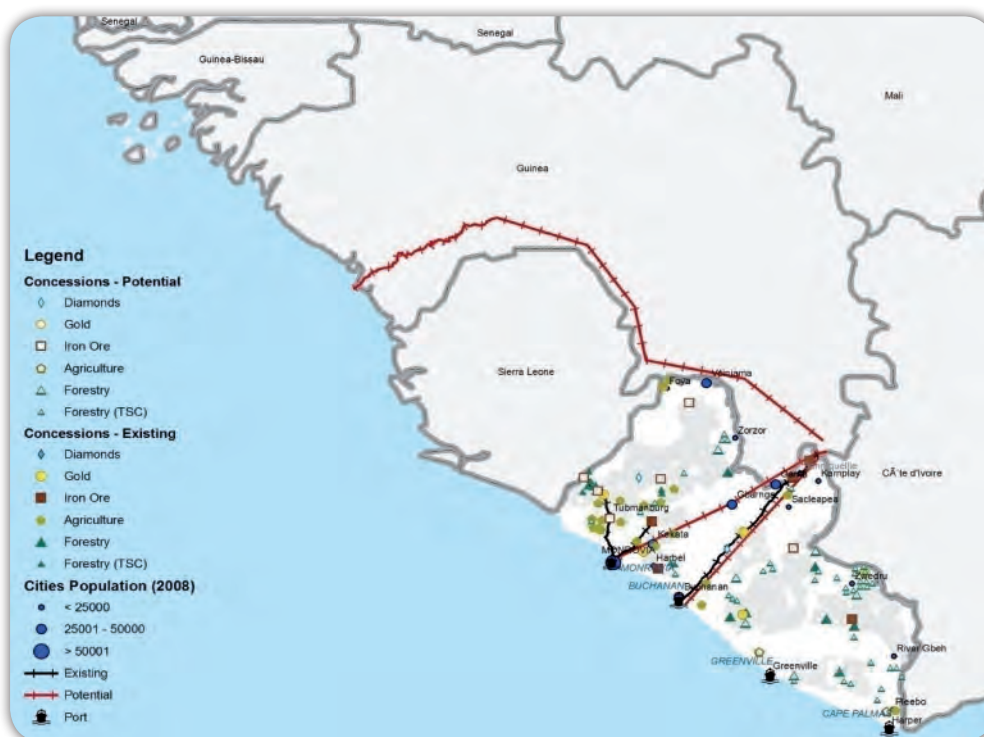 Senegal
Senegal
Guinea-Bissau
Mali
Guinea
Legend
Concessions - Potential
Diamonds
Gold
Iron Ore
Agriculture
Forestry
Forestry (TSC)
Concessions - Existing
Diamonds
Gold
Iron Ore
Agriculture
Forestry
Forestry (TSC)
Cities Population (2008)
< 25000
25001 - 50000
> 50001
Existing
Potential
Port
Sierra Leone
Foya
Voinjama
Zorzor
CÃ´te d'Ivoire
Kamplay
Sacleapea
Gbarnga
Tubmanburg
Kakata
MONROVIA
Harbel
BUCHANAN
Buchanan
Zwedru
River Gbeh
GREENVILLE
Greenville
Pleebo
CAPE PALMAS
Harper